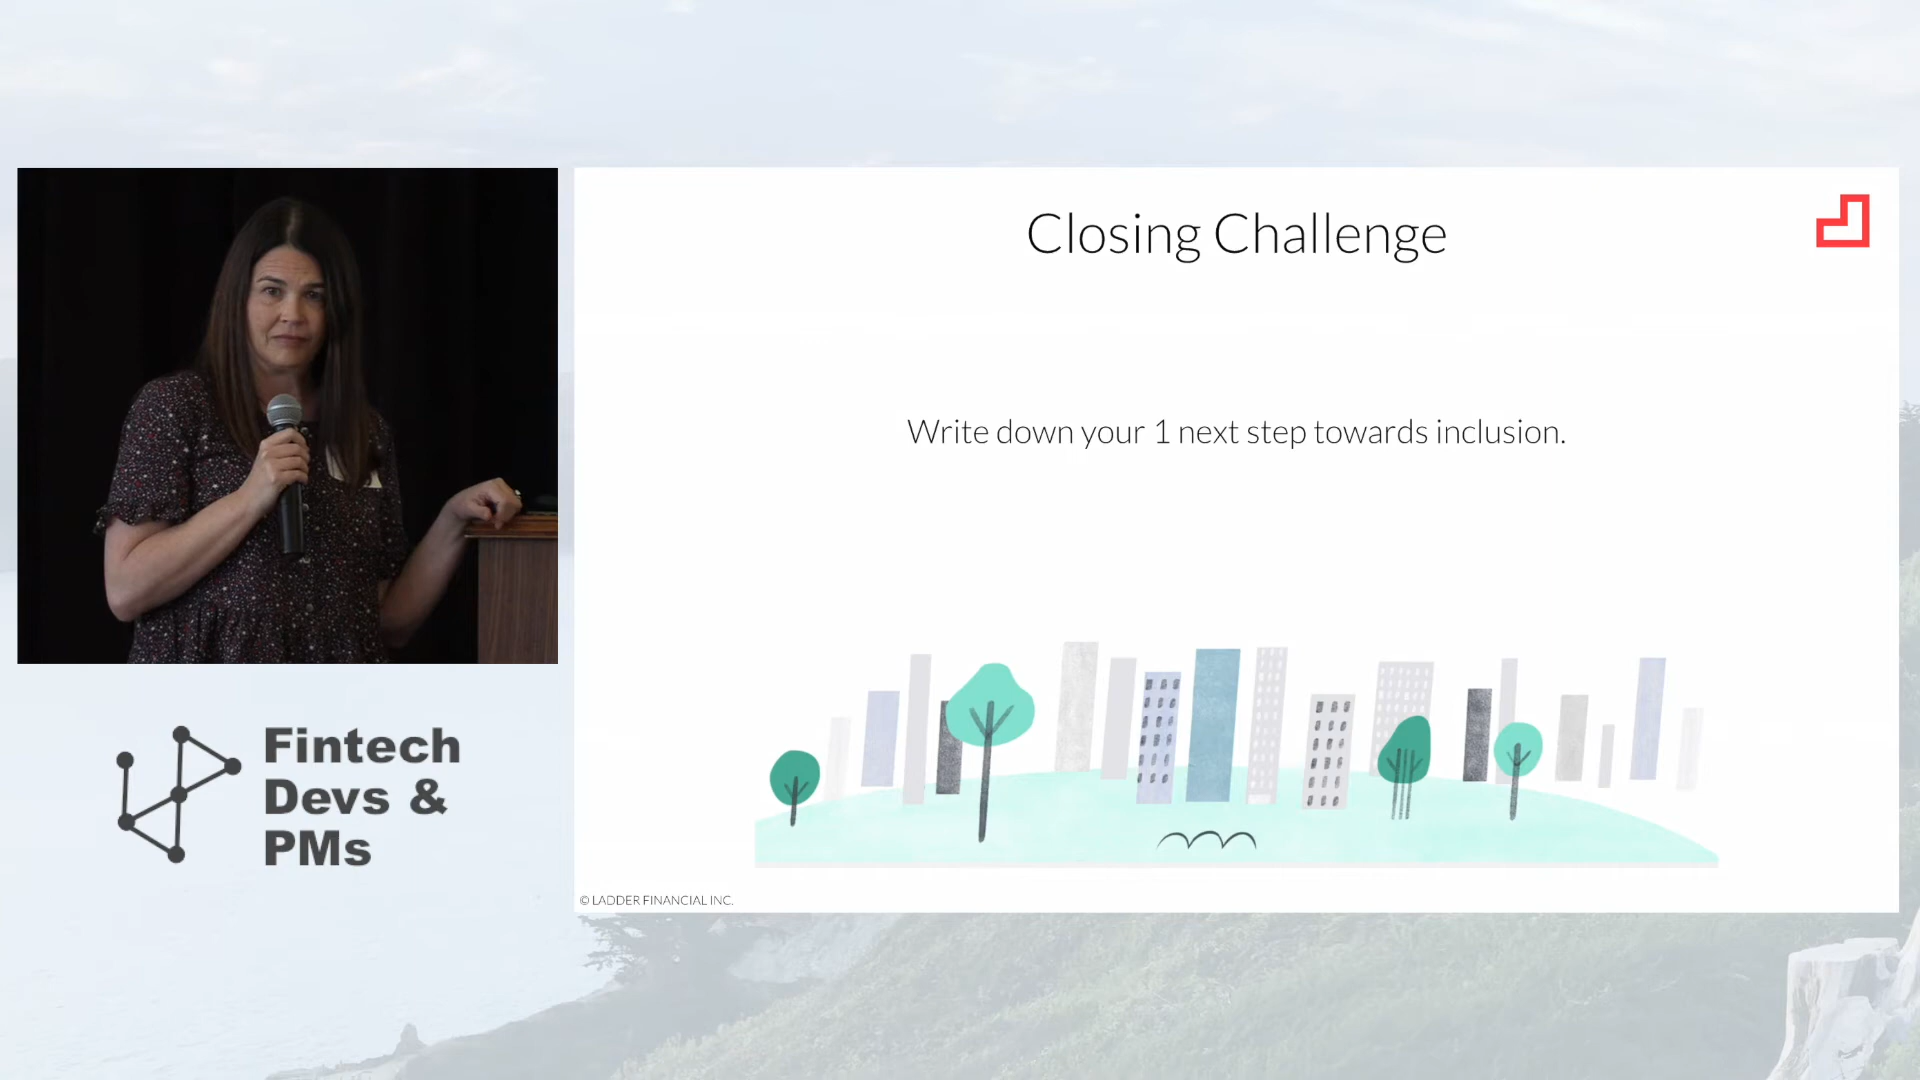 Closing Challenge
Write down your 1 next step towards inclusion.
© LADDER FINANCIAL INC.
Fintech
Devs &
PMs